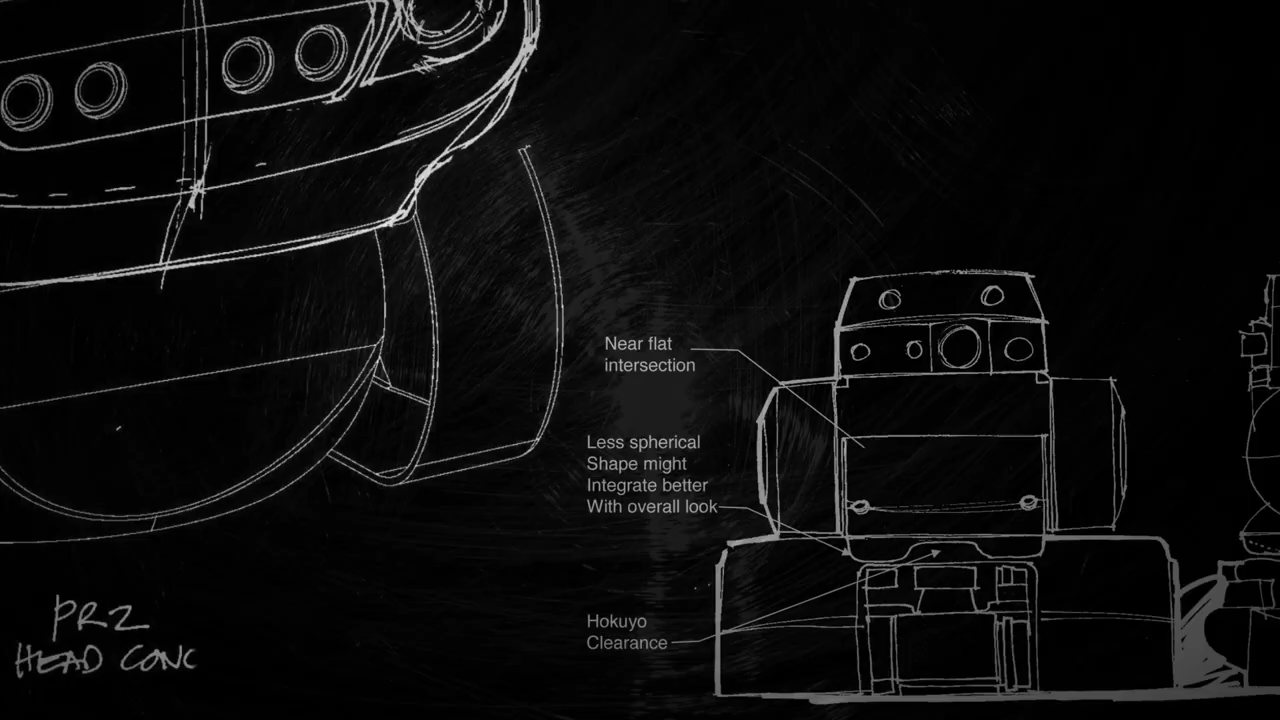 Near flat
intersection
Less spherical
Shape might
Integrate better
With overall look
Hokuyo
Clearance
PR2
HEAD CONC